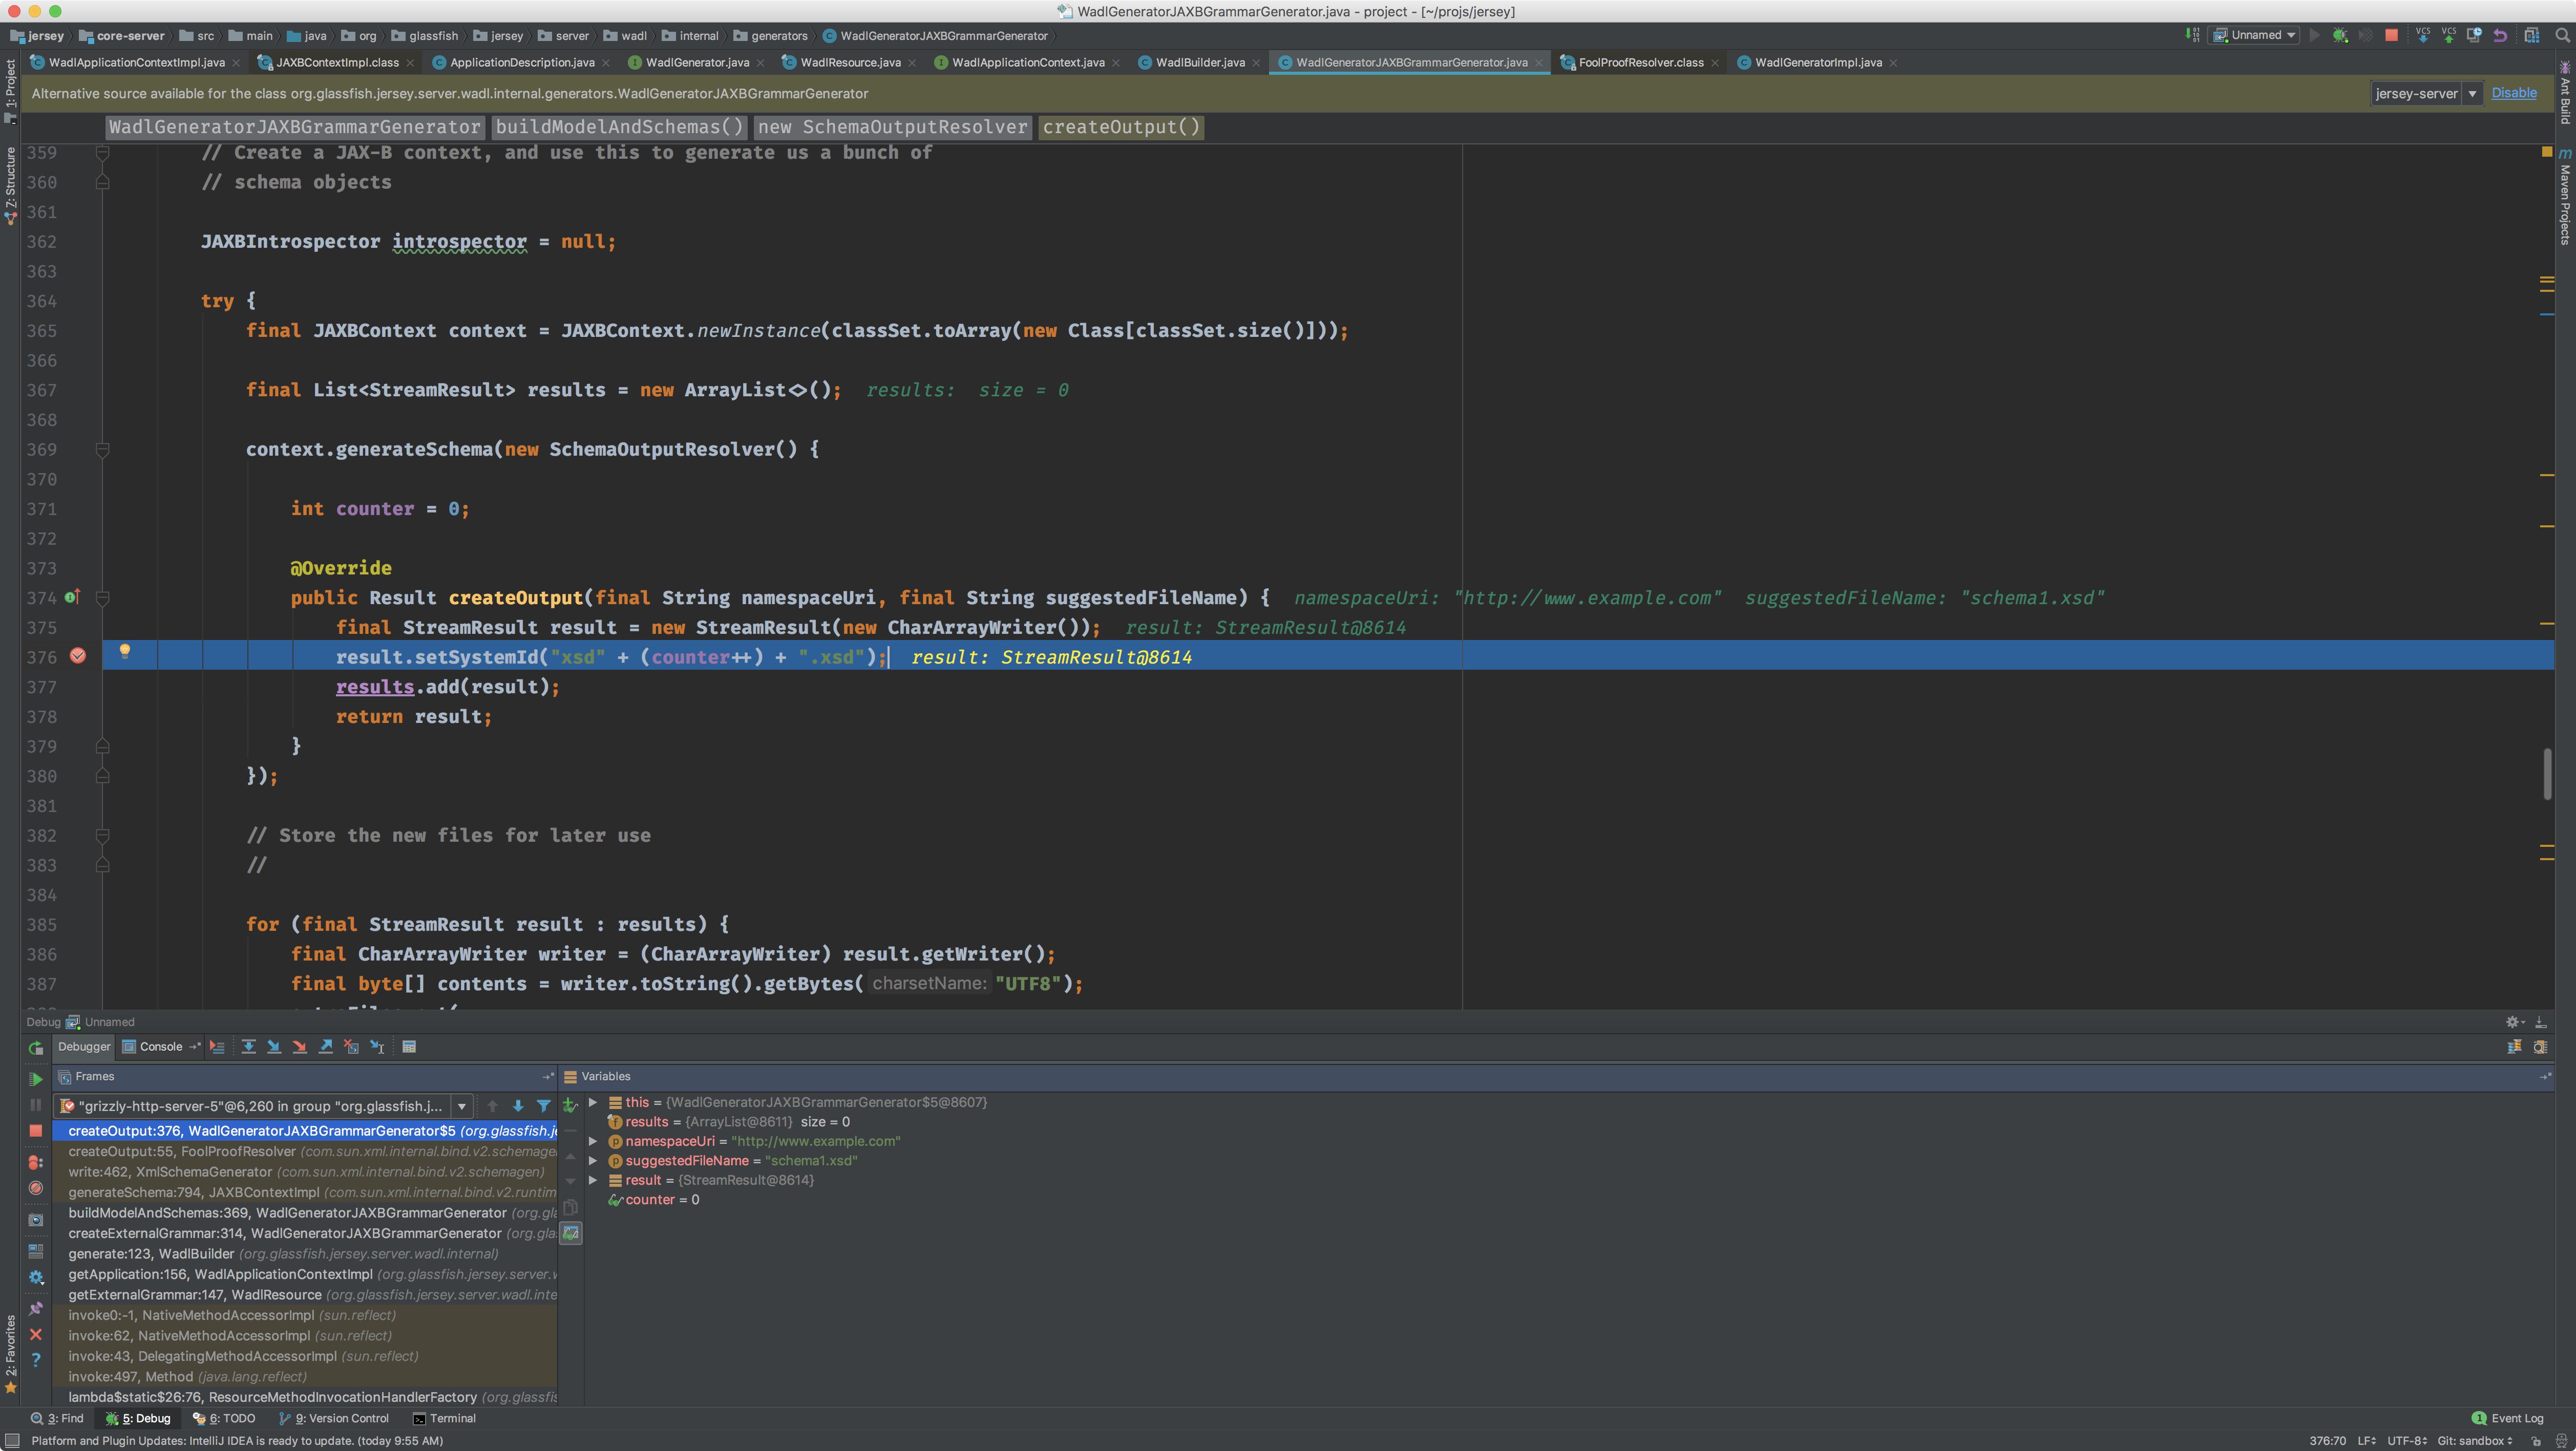 WadlGeneratorJAXBGrammarGenerator.java - project - [~/projs/jersey]
jersey core-server src main java org glassfish jersey server wadl internal generators WadlGeneratorJAXBGrammarGenerator Unnamed VCS VCS
WadlApplicationContextImpl.java JAXBContextImpl.class ApplicationDescription.java WadlGenerator.java WadlResource.java WadlApplicationContext.java WadlBuilder.java WadlGeneratorJAXBGrammarGenerator.java FoolProofResolver.class WadlGeneratorImpl.java
Alternative source available for the class org.glassfish.jersey.server.wadl.internal.generators.WadlGeneratorJAXBGrammarGenerator jersey-server Disable
WadlGeneratorJAXBGrammarGenerator buildModelAndSchemas() new SchemaOutputResolver createOutput()
1: Project
7: Structure
2: Favorites
Ant Build
Maven Projects
359 // Create a JAX-B context, and use this to generate us a bunch of
360 // schema objects
361
362 JAXBIntrospector introspector = null;
363
364 try {
365 final JAXBContext context = JAXBContext.newInstance(classSet.toArray(new Class[classSet.size()]));
366
367 final List<StreamResult> results = new ArrayList<>(); results: size = 0
368
369 context.generateSchema(new SchemaOutputResolver() {
370
371 int counter = 0;
372
373 @Override
374 public Result createOutput(final String namespaceUri, final String suggestedFileName) { namespaceUri: "http://www.example.com" suggestedFileName: "schema1.xsd"
375 final StreamResult result = new StreamResult(new CharArrayWriter()); result: StreamResult@8614
376 result.setSystemId("xsd" + (counter++) + ".xsd"); result: StreamResult@8614
377 results.add(result);
378 return result;
379 }
380 });
381
382 // Store the new files for later use
383 //
384
385 for (final StreamResult result : results) {
386 final CharArrayWriter writer = (CharArrayWriter) result.getWriter();
387 final byte[] contents = writer.toString().getBytes( charsetName: "UTF8");
Debug Unnamed
Debugger Console
Frames
"grizzly-http-server-5"@6,260 in group "org.glassfish.j...
createOutput:376, WadlGeneratorJAXBGrammarGenerator$5 (org.glassfish.je
createOutput:55, FoolProofResolver (com.sun.xml.internal.bind.v2.schemage
write:462, XmlSchemaGenerator (com.sun.xml.internal.bind.v2.schemagen)
generateSchema:794, JAXBContextImpl (com.sun.xml.internal.bind.v2.runtim
buildModelAndSchemas:369, WadlGeneratorJAXBGrammarGenerator (org.gla
createExternalGrammar:314, WadlGeneratorJAXBGrammarGenerator (org.gla
generate:123, WadlBuilder (org.glassfish.jersey.server.wadl.internal)
getApplication:156, WadlApplicationContextImpl (org.glassfish.jersey.server.w
getExternalGrammar:147, WadlResource (org.glassfish.jersey.server.wadl.inte
invoke0:-1, NativeMethodAccessorImpl (sun.reflect)
invoke:62, NativeMethodAccessorImpl (sun.reflect)
invoke:43, DelegatingMethodAccessorImpl (sun.reflect)
invoke:497, Method (java.lang.reflect)
lambda$static$26:76, ResourceMethodInvocationHandlerFactory (org.glassfis
Variables
this = {WadlGeneratorJAXBGrammarGenerator$5@8607}
results = {ArrayList@8611} size = 0
namespaceUri = "http://www.example.com"
suggestedFileName = "schema1.xsd"
result = {StreamResult@8614}
counter = 0
3: Find 5: Debug 6: TODO 9: Version Control Terminal 1 Event Log
Platform and Plugin Updates: IntelliJ IDEA is ready to update. (today 9:55 AM) 376:70 LF UTF-8 Git: sandbox